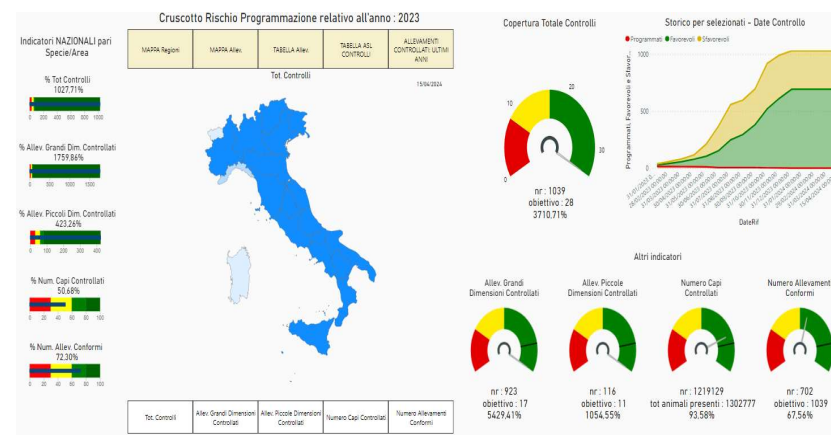 Cruscotto Rischio Programmazione relativo all'anno : 2023
Indicatori NAZIONALI pari
Specie/Area
% Tot Controlli
1027,71%
0 200 400 600 800 1000
% Allev. Grandi Dim. Controllati
1759,86%
0 500 1000 1500
% Allev. Piccoli Dim. Controllati
423,26%
0 100 200 300 400
% Num. Capi Controllati
50,68%
0 20 40 60 80 100
% Num. Allev. Conformi
72,30%
0 20 40 60 80 100
MAPPA Regioni
MAPPA Allev.
TABELLA Allev.
TABELLA ASL
CONTROLLI
ALLEVAMENTI
CONTROLLATI: ULTIMI
ANNI
Tot. Controlli
15/04/2024
Tot. Controlli
Allev. Grandi Dimensioni
Controllati
Allev. Piccole Dimensioni
Controllati
Numero Capi Controllati
Numero Allevamenti
Conformi
Copertura Totale Controlli
0
10
20
30
nr : 1039
obiettivo : 28
3710,71%
Storico per selezionati - Date Controllo
Programmati Favorevoli Sfavorevoli
Programmati, Favorevoli e Sfavor...
1000
500
0
DateRif
Altri indicatori
Allev. Grandi
Dimensioni Controllati
nr : 923
obiettivo : 17
5429,41%
Allev. Piccole
Dimensioni Controllati
nr : 116
obiettivo : 11
1054,55%
Numero Capi
Controllati
nr : 1219129
tot animali presenti : 1302777
93.58%
Numero Allevament
Conformi
nr : 702
obiettivo : 1039
67,56%